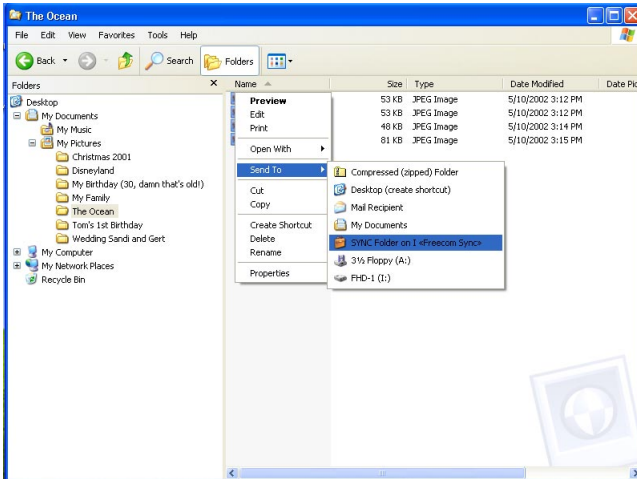 The Ocean
File Edit View Favorites Tools Help
Back Search Folders
Folders
Name Size Type Date Modified Date Pic
Desktop
My Documents
My Music
My Pictures
Christmas 2001
Disneyland
My Birthday (30, damn that's old!)
My Family
The Ocean
Tom's 1st Birthday
Wedding Sandi and Gert
My Computer
My Network Places
Recycle Bin
53 KB JPEG Image 5/10/2002 3:12 PM
53 KB JPEG Image 5/10/2002 3:12 PM
48 KB JPEG Image 5/10/2002 3:14 PM
81 KB JPEG Image 5/10/2002 3:15 PM
Preview
Edit
Print
Open With
Send To
Cut
Copy
Create Shortcut
Delete
Rename
Properties
Compressed (zipped) Folder
Desktop (create shortcut)
Mail Recipient
My Documents
SYNC Folder on I «Freecom Sync»
3½ Floppy (A:)
FHD-1 (I:)